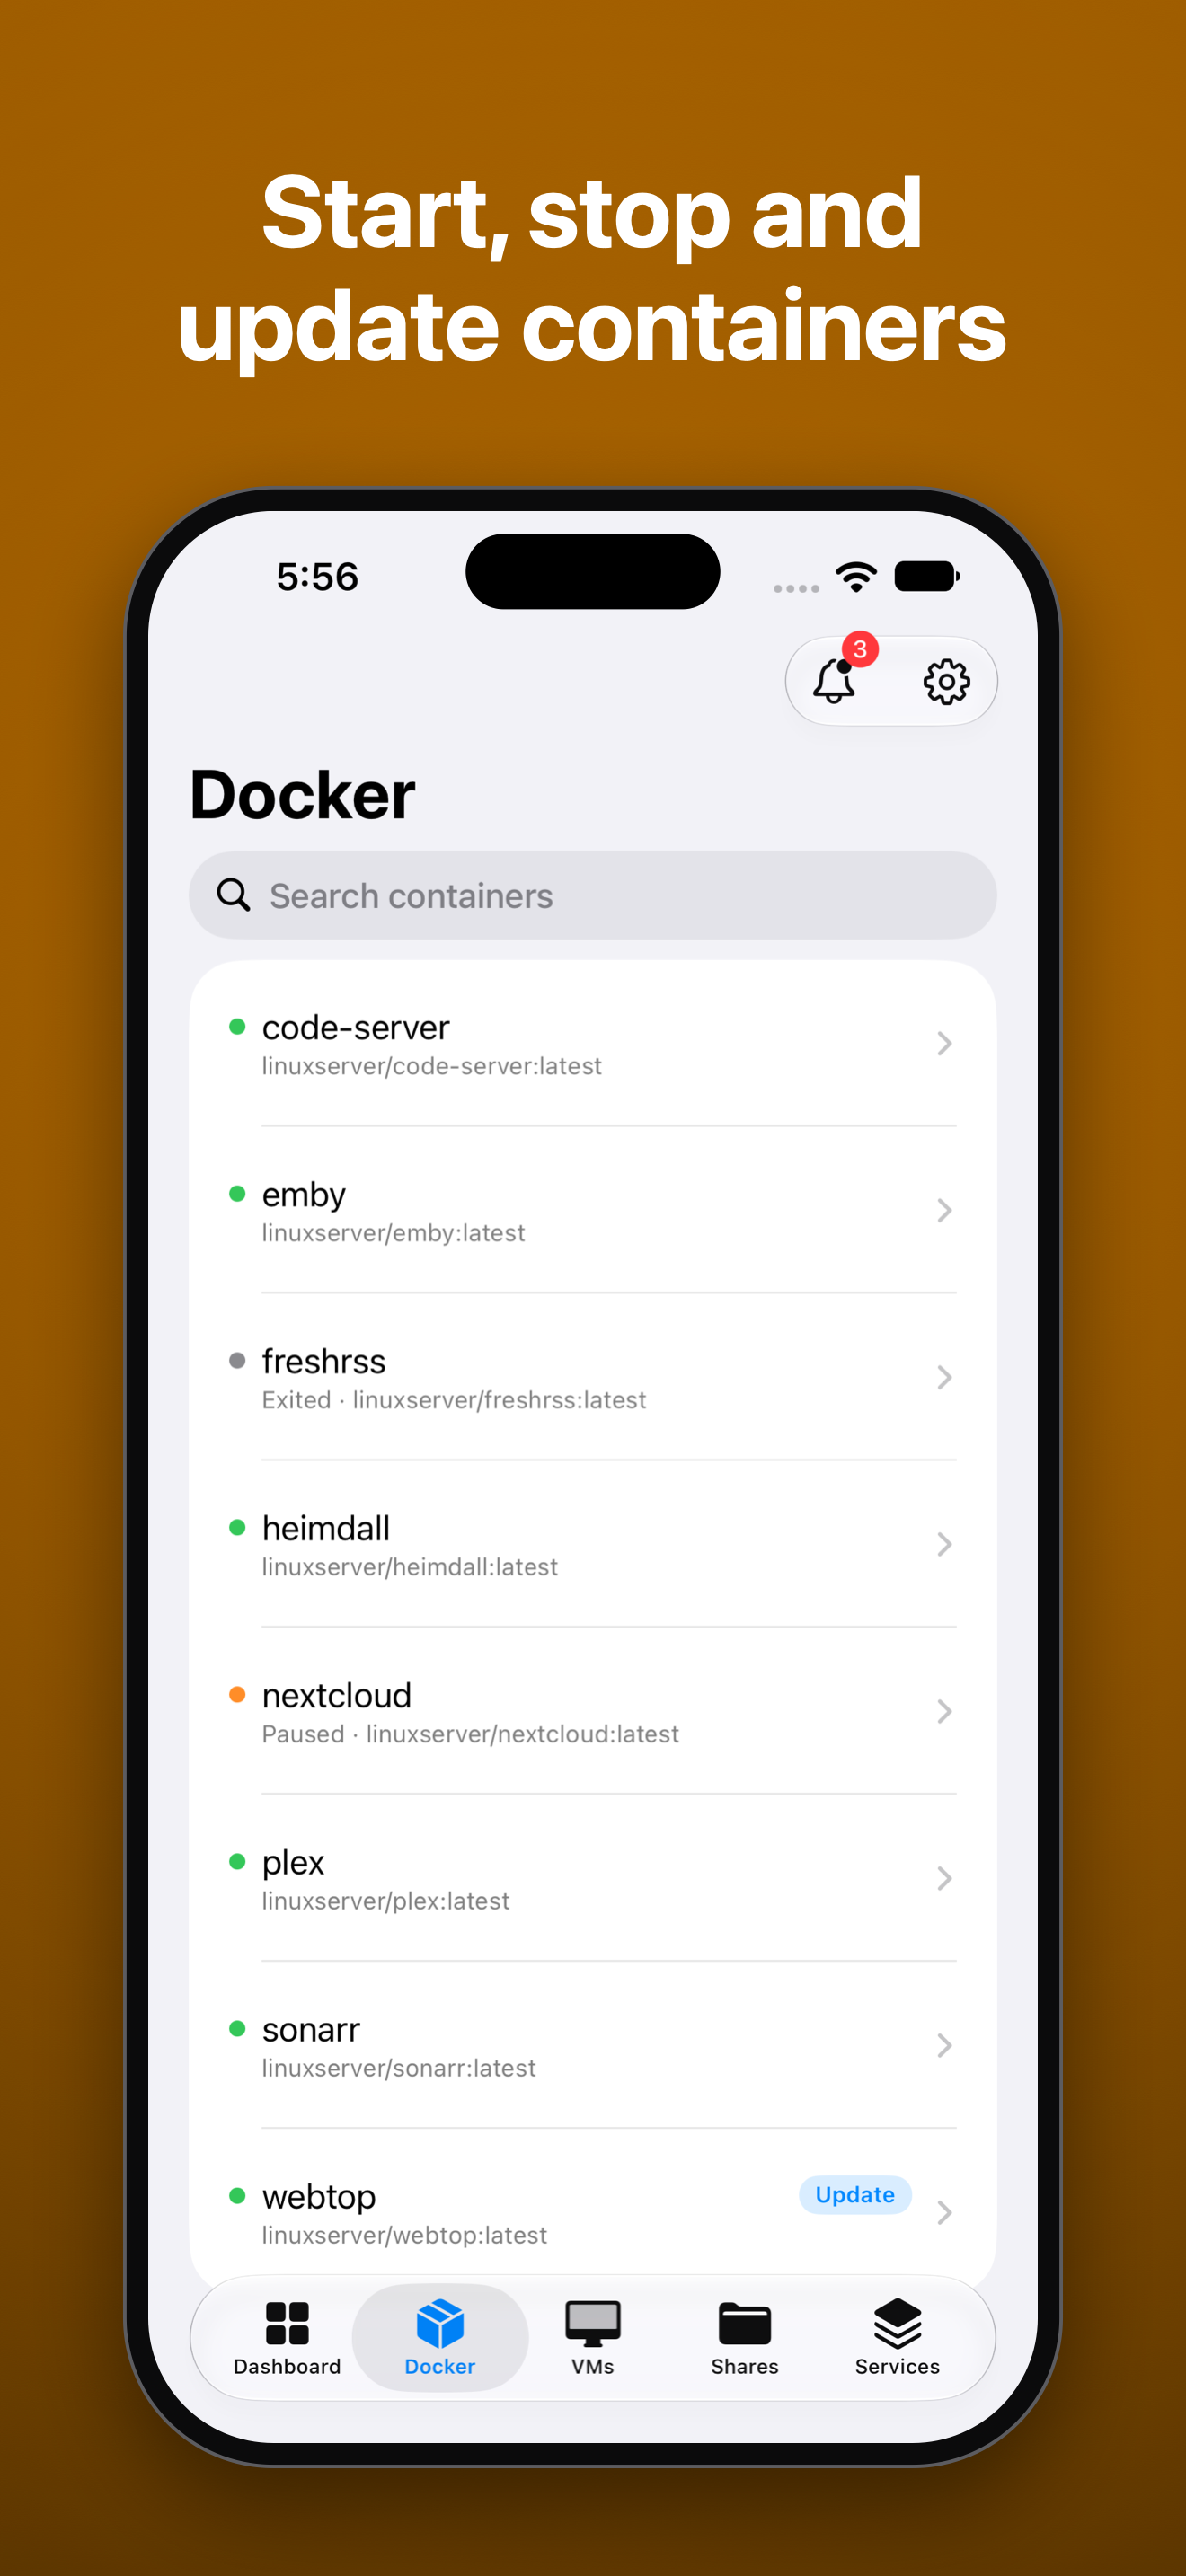 Start, stop and
update containers
5:56
3
Docker
Search containers
code-server
linuxserver/code-server:latest
emby
linuxserver/emby:latest
freshrss
Exited · linuxserver/freshrss:latest
heimdall
linuxserver/heimdall:latest
nextcloud
Paused · linuxserver/nextcloud:latest
plex
linuxserver/plex:latest
sonarr
linuxserver/sonarr:latest
webtop
Update
linuxserver/webtop:latest
Dashboard
Docker
VMs
Shares
Services